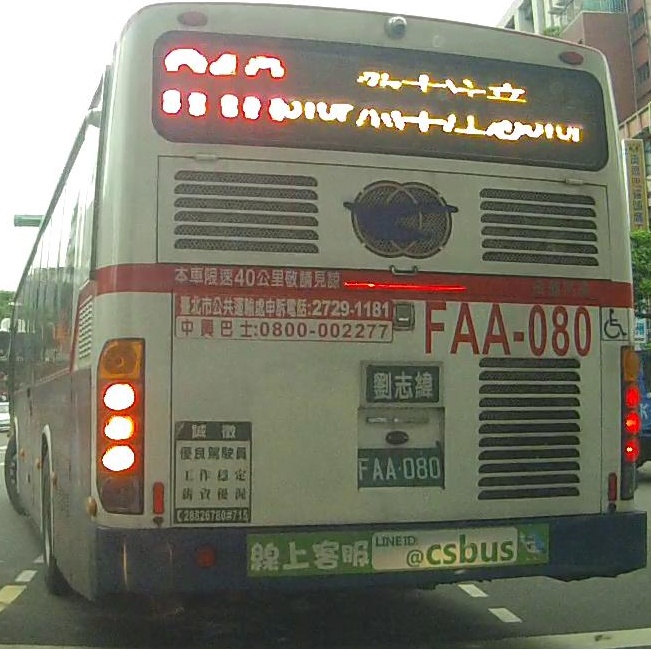 本車限速40公里敬請見諒
臺北市公共運輸處申訴電話:2729-1181
中興巴士:0800-002277
FAA-080
劉志緯
FAA-080
誠徵
優良駕駛員
工作穩定
薪資優渥
28826780#715
線上客服
LINE ID:
@csbus